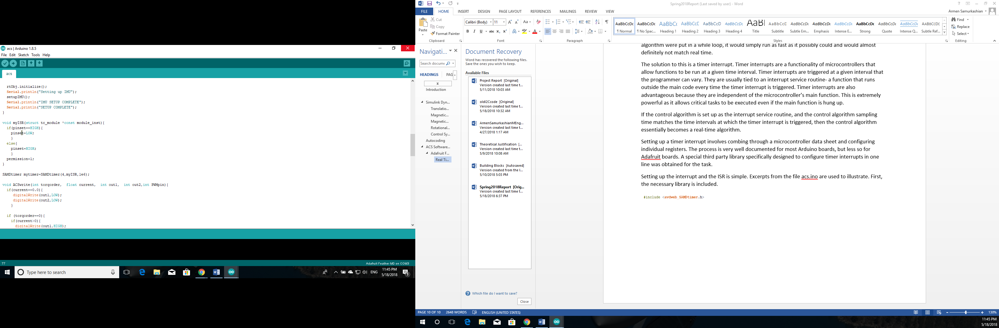 acs | Arduino 1.8.5
File Edit Sketch Tools Help
acs
rtObj.initialize();
Serial.println("Setting up IMU");
setupIMU();
Serial.println("IMU SETUP COMPLETE");
Serial.println("SETUP COMPLETE");
}
void myISR(struct tc_module *const module_inst){
if(pinset==HIGH){
pinset=LOW;
}
else{
pinset=HIGH;
}
permission=1;
}
SAMDtimer mytimer=SAMDtimer(4,myISR,1e6);
void ACSwrite(int torqorder, float current, int out1, int out2,int PWMpin){
if(current==0.0){
digitalWrite(out1,LOW);
digitalWrite(out2,LOW);
}
if (torqorder==0){
if(current>0){
digitalWrite(out1,HIGH);
77
Adafruit Feather M0 on COM3
Type here to search
ENG
11:45 PM
5/18/2018
3
Spring2018Report (Last saved by user) - Word
FILE HOME INSERT DESIGN PAGE LAYOUT REFERENCES MAILINGS REVIEW VIEW
Armen Samurkashian
Paste
Cut
Copy
Format Painter
Clipboard
Calibri (Body) 11
Font
Paragraph
AaBbCcDc AaBbCcDc AaBbC( AaBbCcC AaBbCcD AaBbCcDc AaB AaBbCcD AaBbCcDc AaBbCcDc AaBbCcDc AaBbCcDc AaBbCcDc AaBbCcDc AABBCCDC
¶ Normal ¶ No Spac... Heading 1 Heading 2 Heading 3 Heading 4 Title Subtitle Subtle Em... Emphasis Intense E... Strong Quote Intense Q... Subtle Ref...
Styles
Find
Replace
Select
Editing
Navigati...
Search docume
HEADINGS PAG
Introduction
Simulink Dyn...
Translatio...
Magnetic...
Magnetic...
Rotational...
Control Sy...
Autocoding
ACS Software...
Adafruit F...
Real Ti...
Document Recovery
Word has recovered the following files.
Save the ones you wish to keep.
Available Files
Project Report [Original]
Version created last time t...
5/11/2018 10:03 AM
oldI2Ccode [Original]
Version created last time t...
5/18/2018 10:32 AM
ArmenSamurkashianMEng...
Version created last time t...
4/27/2018 1:17 AM
Theoretical Justification [...
Version created last time t...
5/9/2018 10:08 AM
Building Blocks [Autosaved]
Version created from the l...
5/10/2018 5:03 PM
Spring2018Report [Orig...
Version created last time t...
5/18/2018 6:37 PM
Which file do I want to save?
Close
algorithm were put in a while loop, it would simply run as fast as it possibly could and would almost
definitely not match real time.
The solution to this is a timer interrupt. Timer interrupts are a functionality of microcontrollers that
allow functions to be run at a given time interval. Timer interrupts are triggered at a given interval that
the programmer can vary. They are usually tied to an interrupt service routine- a function that runs
outside the main code every time the timer interrupt is triggered. Timer interrupts are also
advantageous because they are independent of the microcontroller's main function. This is extremely
powerful as it allows critical tasks to be executed even if the main function is hung up.
If the control algorithm is set up as the interrupt service routine, and the control algorithm sampling
time matches the time intervals at which the timer interrupt is triggered, then the control algorithm
essentially becomes a real-time algorithm.
Setting up a timer interrupt involves combing through a microcontroller data sheet and configuring
individual registers. The process is very well documented for most Arduino boards, but less so for
Adafruit boards. A special third party library specifically designed to configure timer interrupts in one
line was obtained for the task.
Setting up the interrupt and the ISR is simple. Excerpts from the file acs.ino are used to illustrate. First,
the necessary library is included.
#include <avdweb_SAMDtimer.h>
PAGE 10 OF 10 2648 WORDS ENGLISH (UNITED STATES)
130%
11:45 PM
5/18/2018